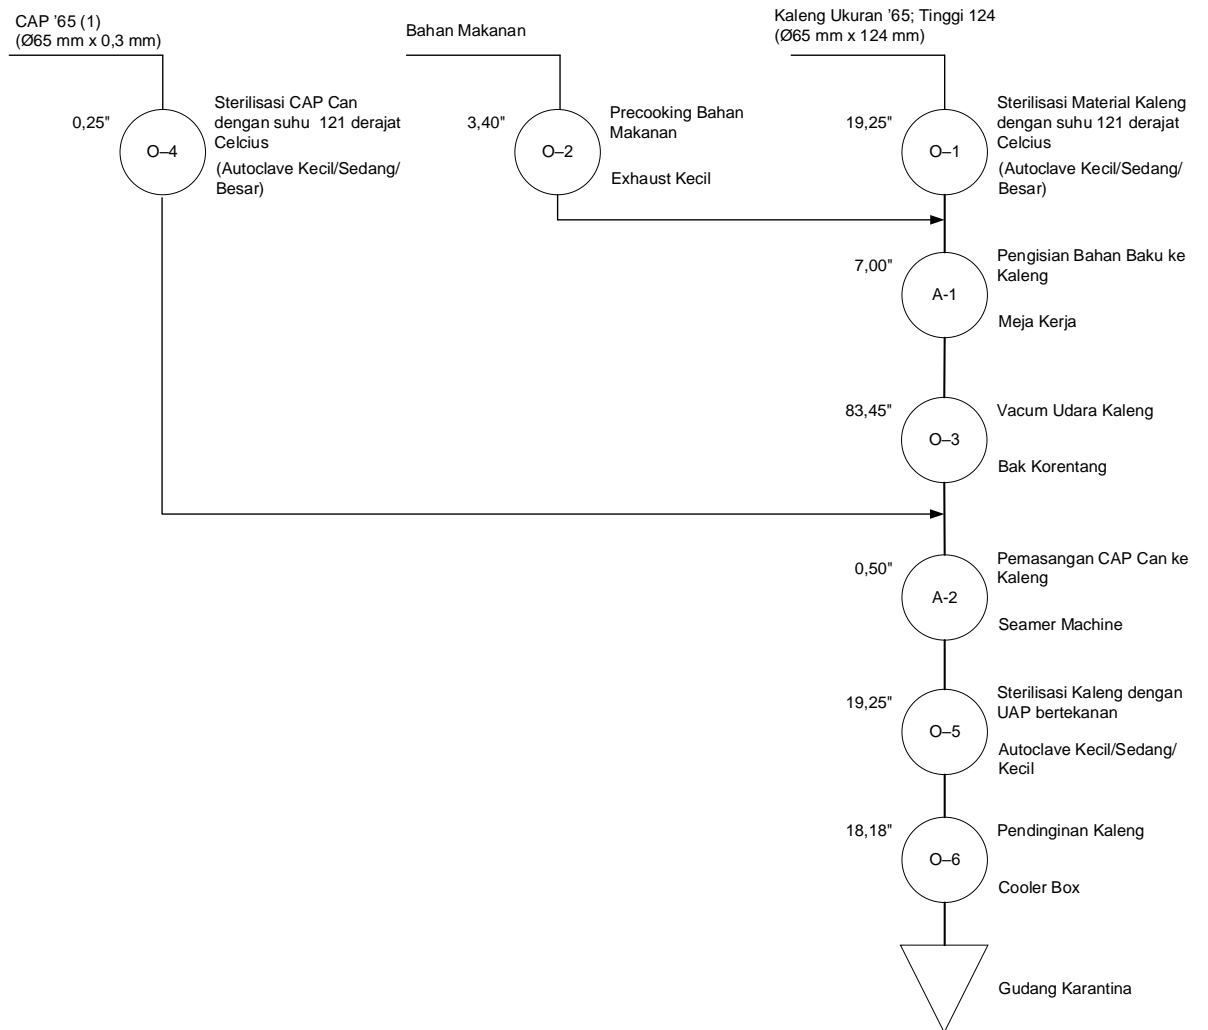 CAP '65 (1)
(Ø65 mm x 0,3 mm)
Bahan Makanan
Kaleng Ukuran '65; Tinggi 124
(Ø65 mm x 124 mm)
0,25"
O–4
Sterilisasi CAP Can
dengan suhu 121 derajat
Celcius
(Autoclave Kecil/Sedang/
Besar)
3,40"
O–2
Precooking Bahan
Makanan
Exhaust Kecil
19,25"
O–1
Sterilisasi Material Kaleng
dengan suhu 121 derajat
Celcius
(Autoclave Kecil/Sedang/
Besar)
7,00"
A-1
Pengisian Bahan Baku ke
Kaleng
Meja Kerja
83,45"
O–3
Vacum Udara Kaleng
Bak Korentang
0,50"
A-2
Pemasangan CAP Can ke
Kaleng
Seamer Machine
19,25"
O–5
Sterilisasi Kaleng dengan
UAP bertekanan
Autoclave Kecil/Sedang/
Kecil
18,18"
O–6
Pendinginan Kaleng
Cooler Box
Gudang Karantina